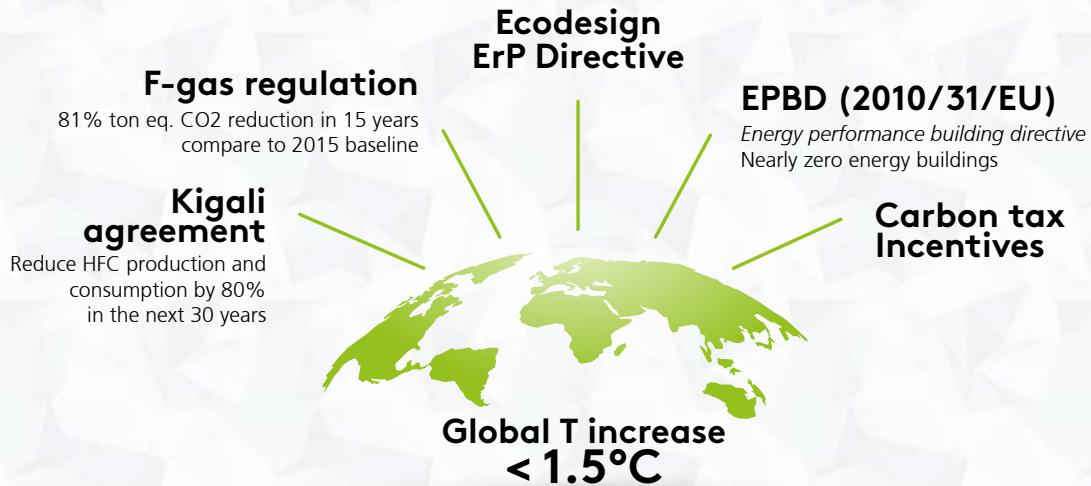 Ecodesign
ErP Directive
F-gas regulation
81% ton eq. CO2 reduction in 15 years
compare to 2015 baseline
EPBD (2010/31/EU)
Energy performance building directive
Nearly zero energy buildings
Kigali
agreement
Reduce HFC production and
consumption by 80%
in the next 30 years
Carbon tax
Incentives
Global T increase
< 1.5°C